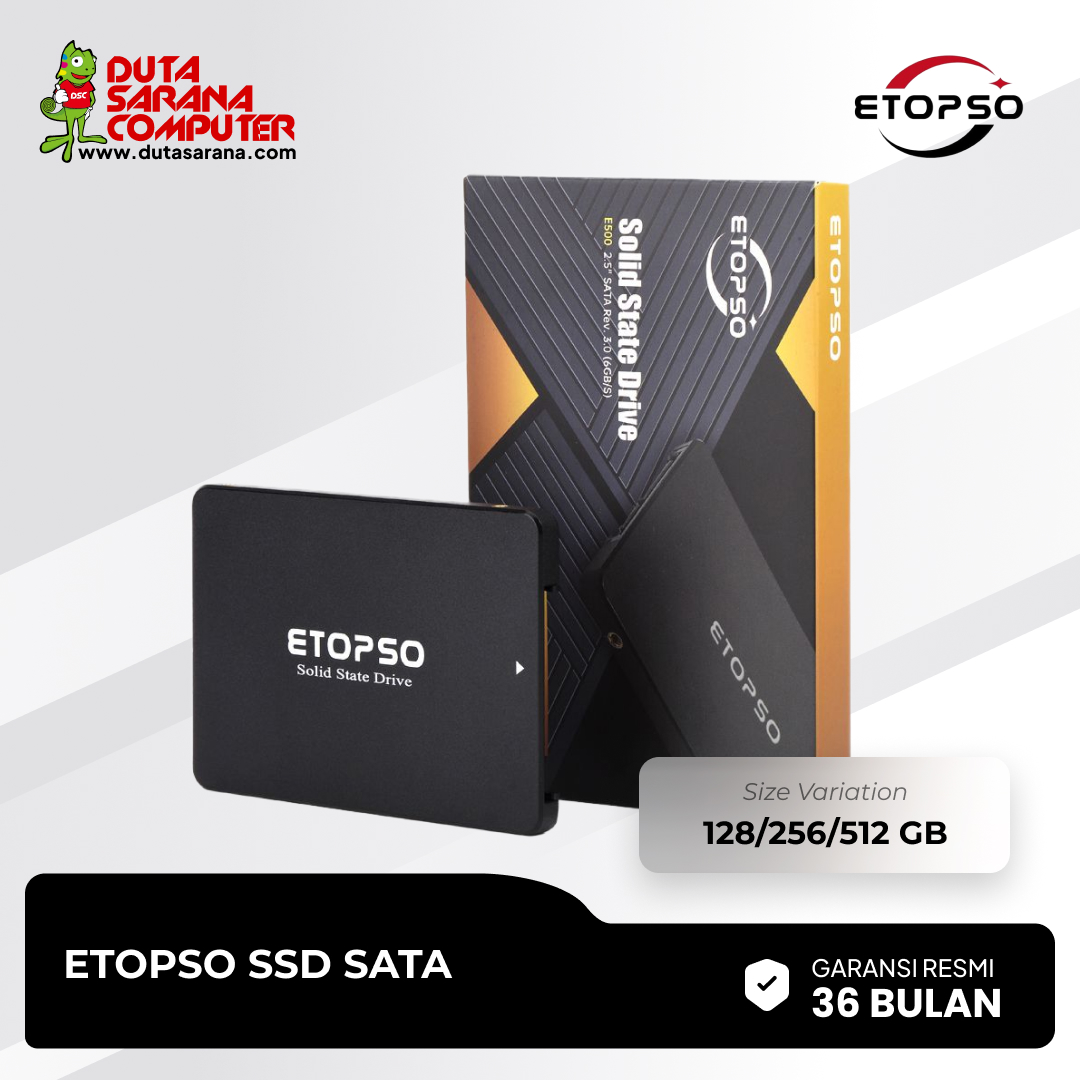 DUTA
SARANA
COMPUTER
DSC
www.dutasarana.com
ETOPSO
ETOPSO
ETOPSO
Solid State Drive
E500 2.5" SATA Rev. 3.0 (6GB/S)
ETOPSO
ETOPSO
Solid State Drive
Size Variation
128/256/512 GB
ETOPSO SSD SATA
GARANSI RESMI
36 BULAN